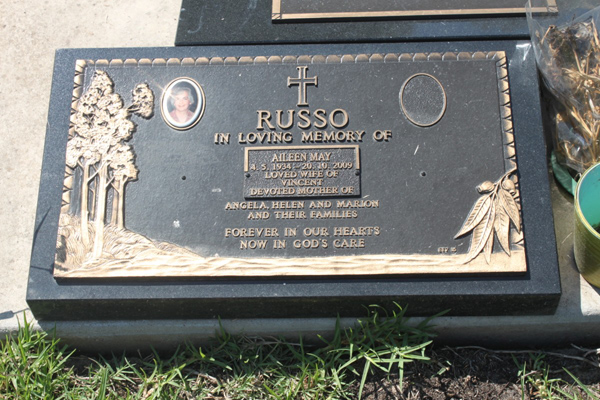 RUSSO
IN LOVING MEMORY OF
AILEEN MAY
4. 5. 1934 - 20. 10. 2009
LOVED WIFE OF
VINCENT
DEVOTED MOTHER OF
ANGELA, HELEN AND MARION
AND THEIR FAMILIES
FOREVER IN OUR HEARTS
NOW IN GOD'S CARE